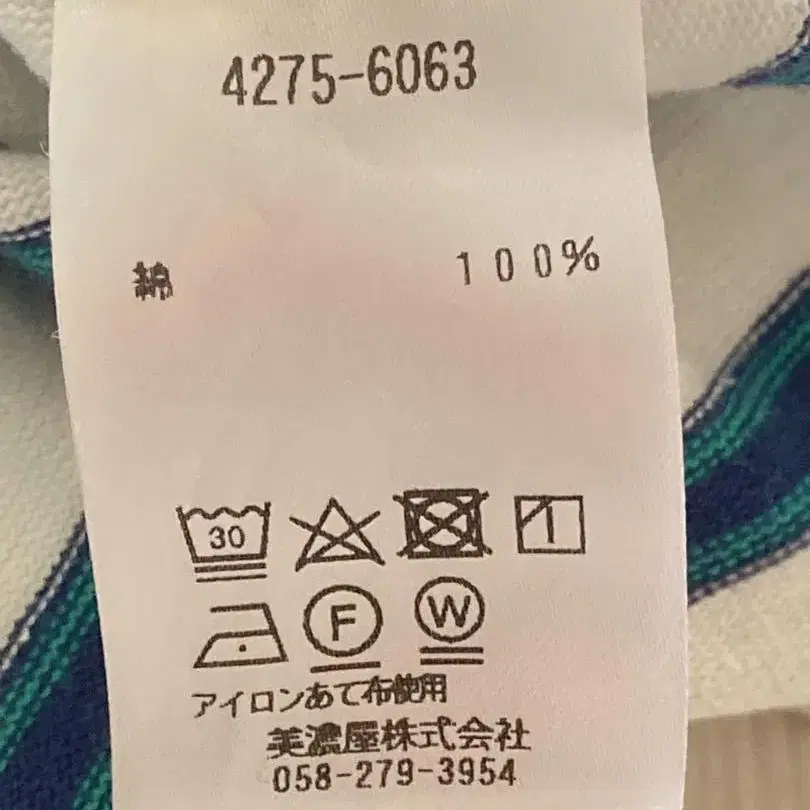 4275-6063
綿 100%
30
F W
アイロンあて布使用
美濃屋株式会社
058-279-3954